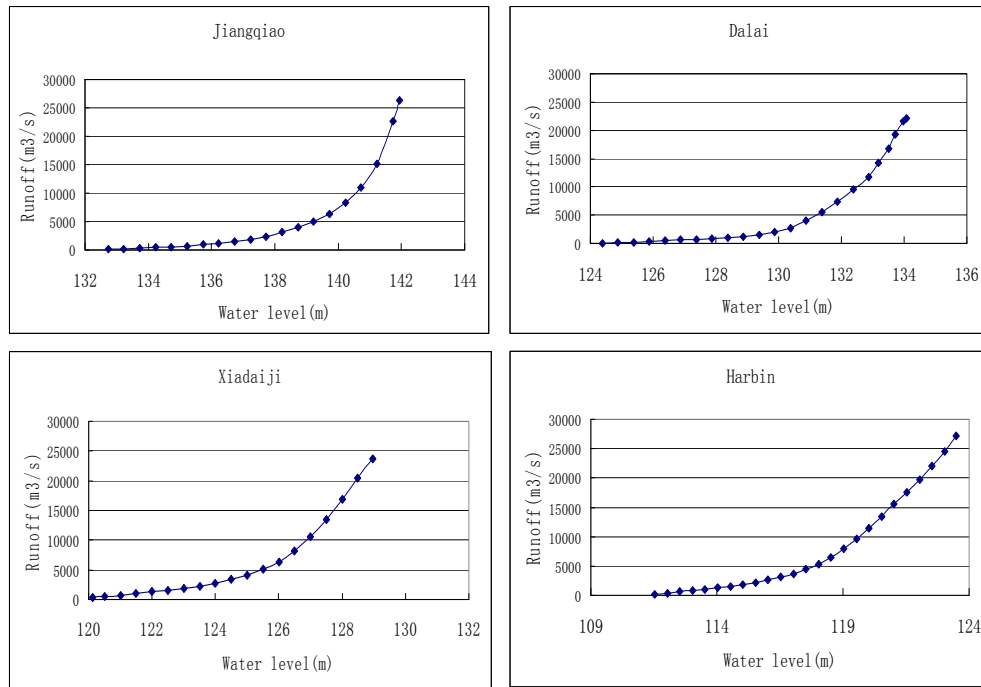 Jiangqiao
30000
25000
20000
15000
10000
5000
0
Runoff(m3/s)
132 134 136 138 140 142 144
Water level(m)
Dalai
30000
25000
20000
15000
10000
5000
0
Runoff(m3/s)
124 126 128 130 132 134 136
Water level(m)
Xiadaiji
30000
25000
20000
15000
10000
5000
0
Runoff(m3/s)
120 122 124 126 128 130 132
Water level(m)
Harbin
30000
25000
20000
15000
10000
5000
0
Runoff(m3/s)
109 114 119 124
Water level(m)